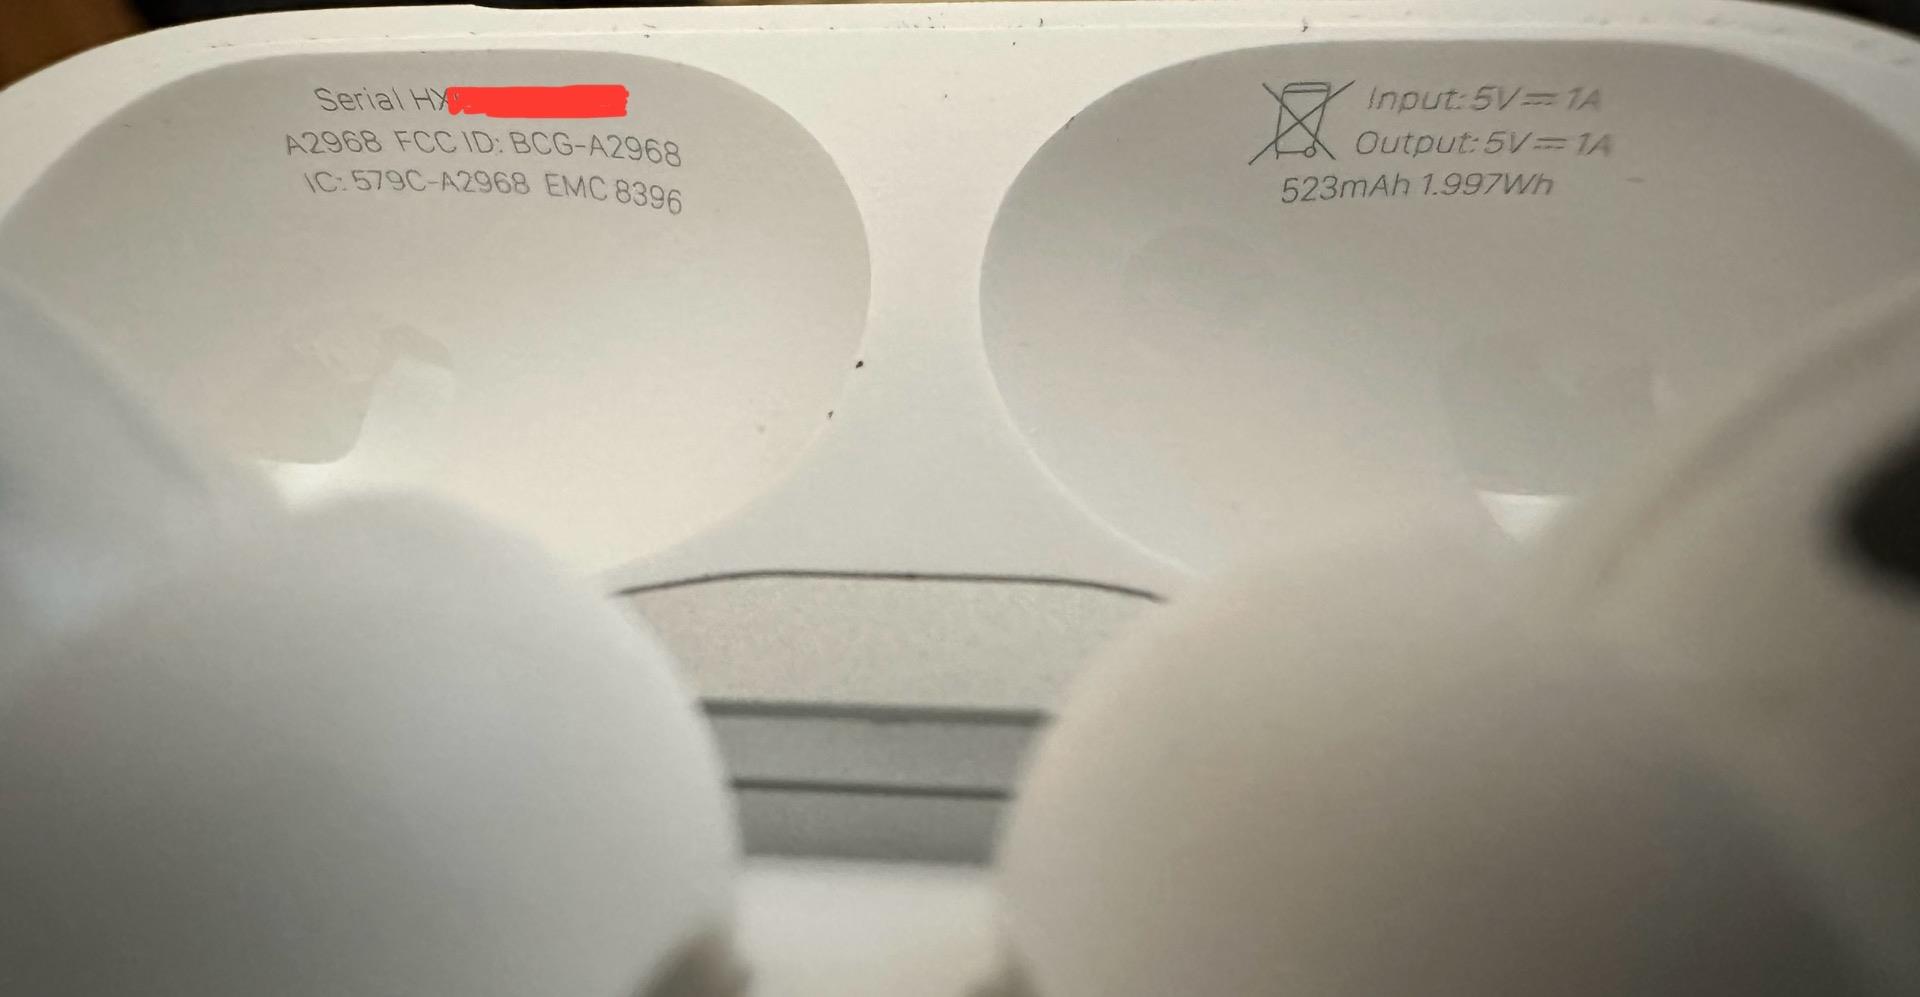 Serial HX
A2968 FCC ID: BCG-A2968
IC: 579C-A2968 EMC 8396
Input: 5V⎓1A
Output: 5V⎓1A
523mAh 1.997Wh